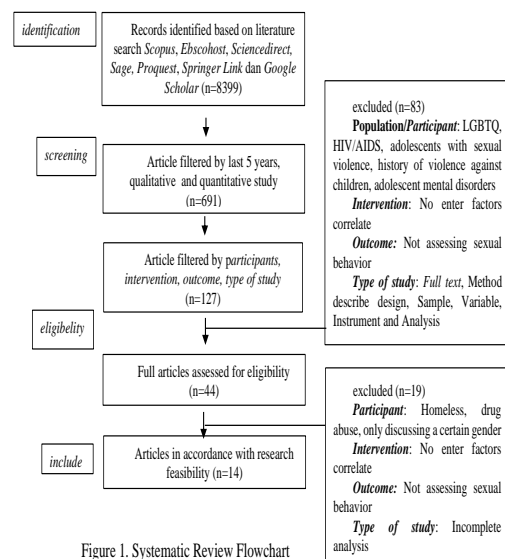 identification
Records identified based on literature
search Scopus, Ebscohost, Sciencedirect,
Sage, Proquest, Springer Link dan Google
Scholar (n=8399)
screening
Article filtered by last 5 years,
qualitative and quantitative study
(n=691)
Article filtered by participants,
intervention, outcome, type of study
(n=127)
excluded (n=83)
Population/Participant: LGBTQ,
HIV/AIDS, adolescents with sexual
violence, history of violence against
children, adolescent mental disorders
Intervention: No enter factors
correlate
Outcome: Not assessing sexual
behavior
Type of study: Full text, Method
describe design, Sample, Variable,
Instrument and Analysis
eligibelity
Full articles assessed for eligibility
(n=44)
excluded (n=19)
Participant: Homeless, drug
abuse, only discussing a certain gender
Intervention: No enter factors
correlate
Outcome: Not assessing sexual
behavior
Type of study: Incomplete
analysis
include
Articles in accordance with research
feasibility (n=14)
Figure 1. Systematic Review Flowchart